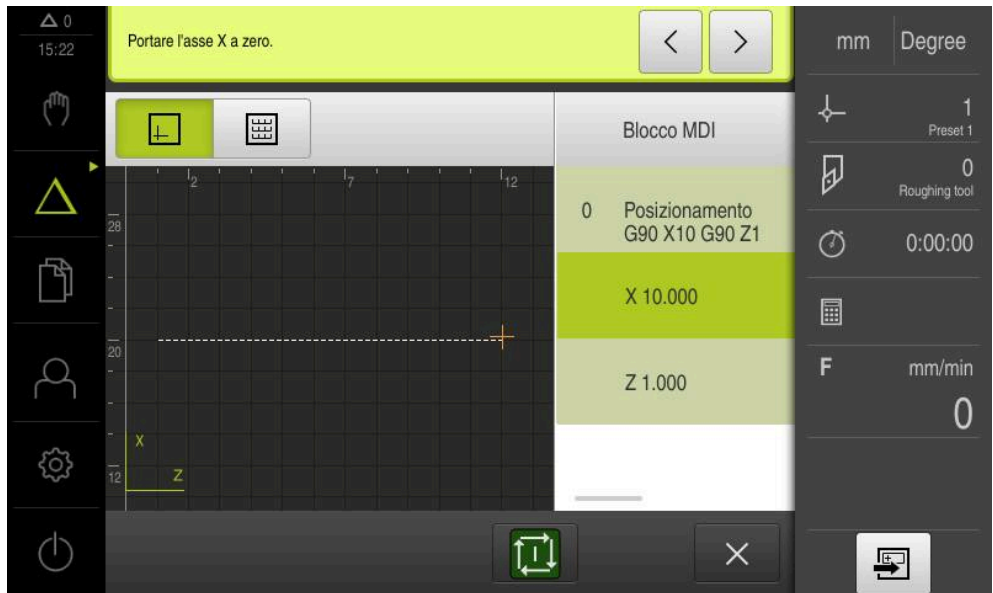 0
15:22
Portare l'asse X a zero.
mm Degree
1
Preset 1
Blocco MDI
2 7 12
0
Roughing tool
28
0 Posizionamento
G90 X10 G90 Z1
0:00:00
X 10.000
20
F mm/min
0
Z 1.000
X
12
Z
I